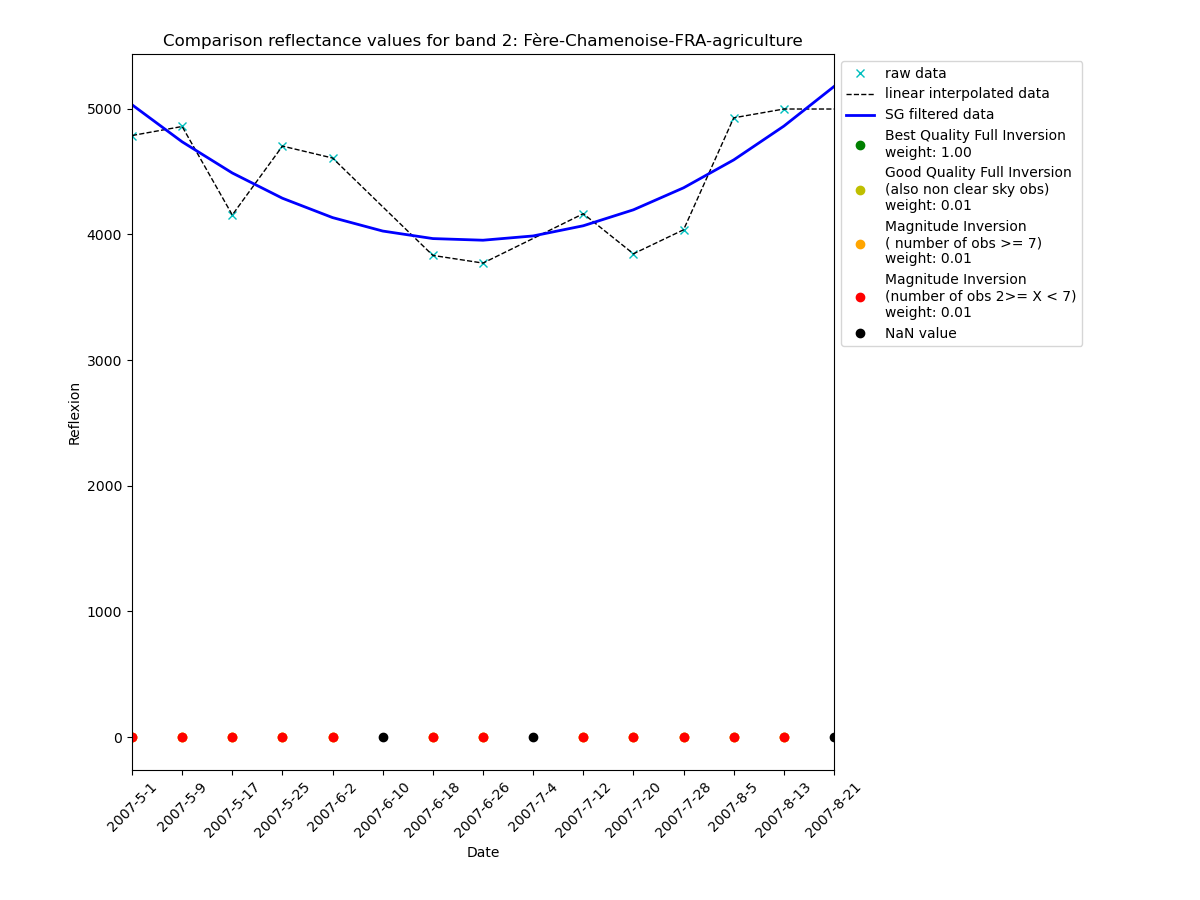 Comparison reflectance values for band 2: Fère-Chamenoise-FRA-agriculture
raw data
linear interpolated data
SG filtered data
Best Quality Full Inversion
weight: 1.00
Good Quality Full Inversion
(also non clear sky obs)
weight: 0.01
Magnitude Inversion
( number of obs >= 7)
weight: 0.01
Magnitude Inversion
(number of obs 2>= X < 7)
weight: 0.01
NaN value
5000
4000
3000
2000
1000
0
Reflexion
2007-5-1
2007-5-9
2007-5-17
2007-5-25
2007-6-2
2007-6-10
2007-6-18
2007-6-26
2007-7-4
2007-7-12
2007-7-20
2007-7-28
2007-8-5
2007-8-13
2007-8-21
Date